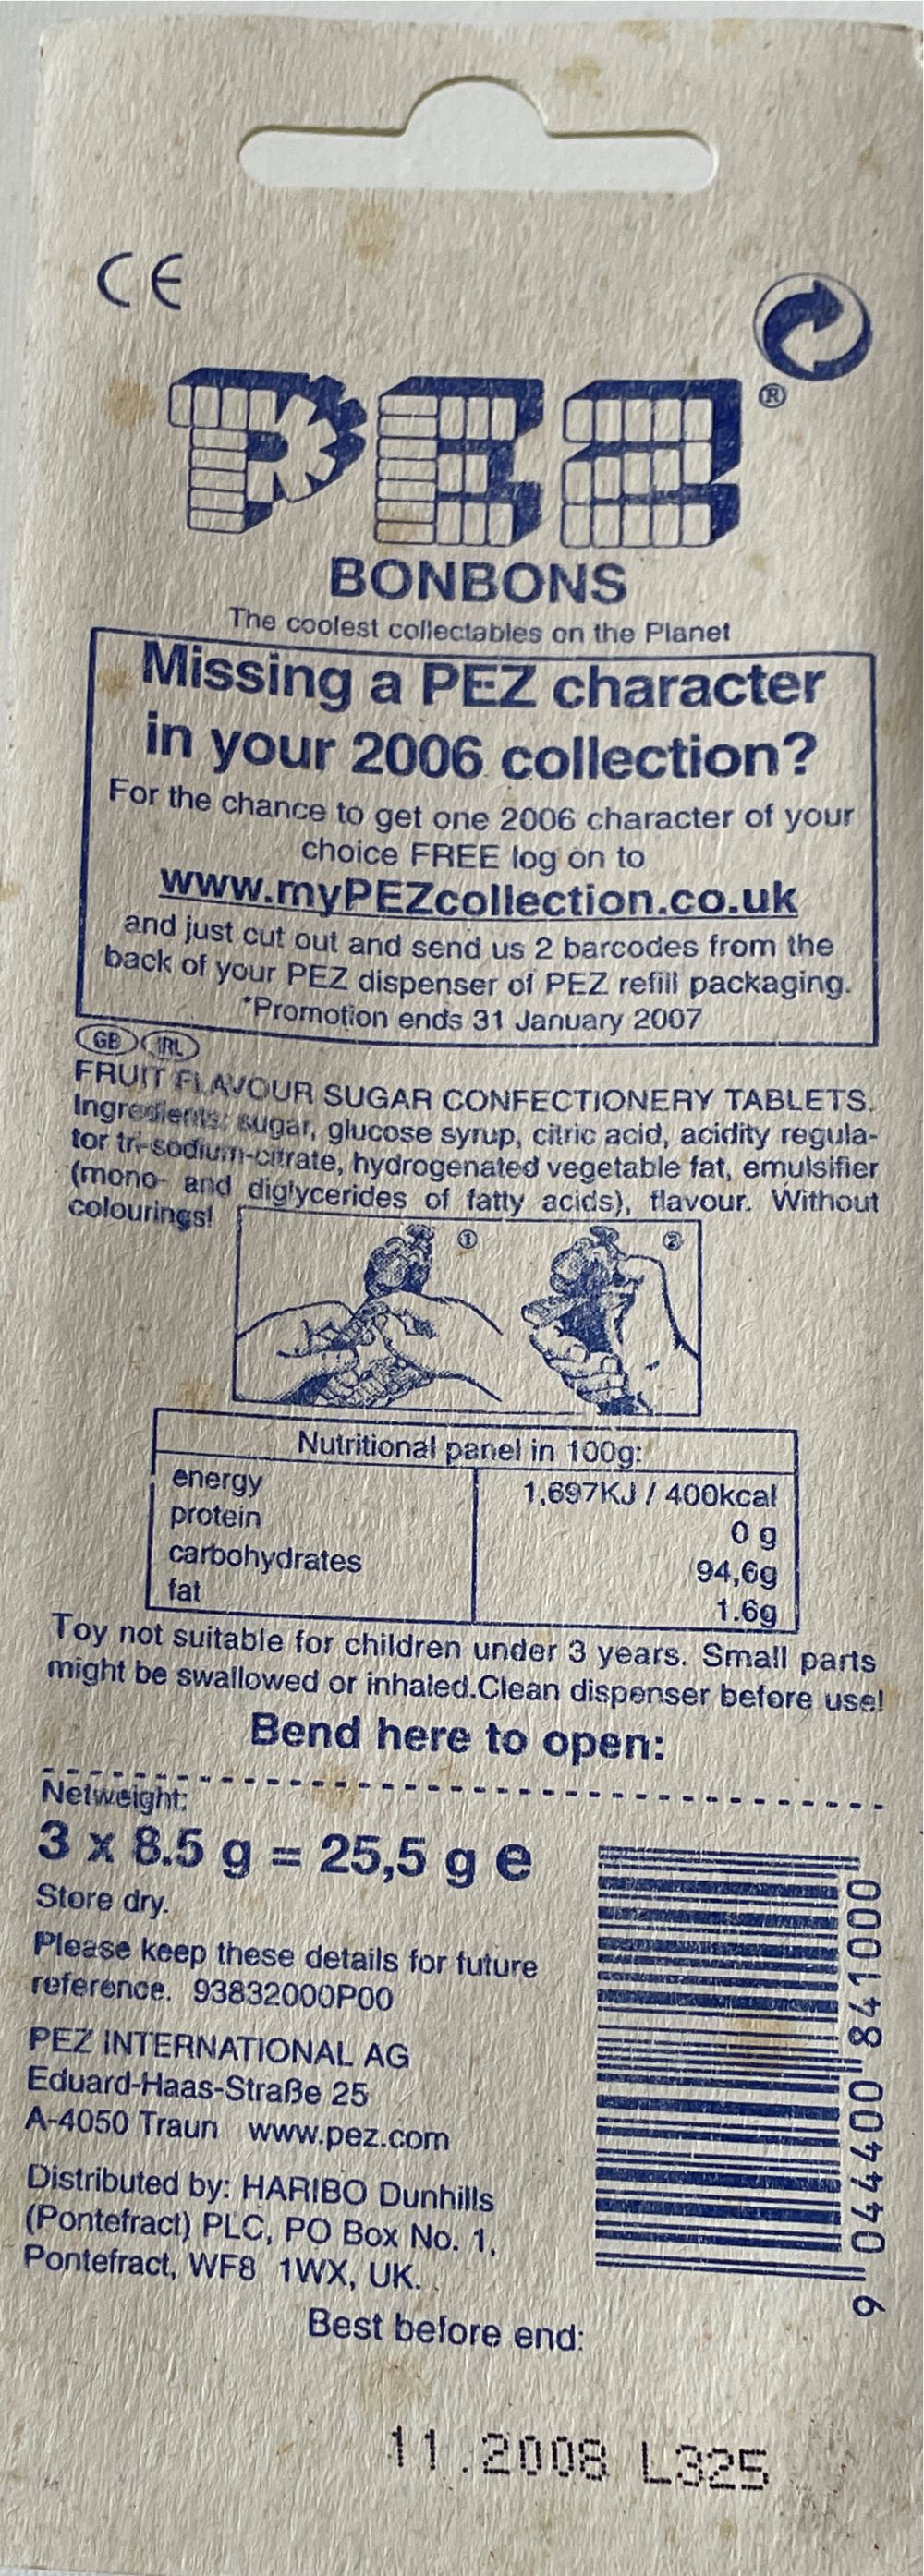 CE
PEZ®
BONBONS
The coolest collectables on the Planet
Missing a PEZ character
in your 2006 collection?
For the chance to get one 2006 character of your
choice FREE log on to
www.myPEZcollection.co.uk
and just cut out and send us 2 barcodes from the
back of your PEZ dispenser of PEZ refill packaging.
*Promotion ends 31 January 2007
GB IRL
FRUIT FLAVOUR SUGAR CONFECTIONERY TABLETS.
Ingredients: sugar, glucose syrup, citric acid, acidity regula-
tor tri-sodium-citrate, hydrogenated vegetable fat, emulsifier
(mono- and diglycerides of fatty acids), flavour. Without
colourings!
① ②
Nutritional panel in 100g:
energy 1,697KJ / 400kcal
protein 0 g
carbohydrates 94,6g
fat 1.6g
Toy not suitable for children under 3 years. Small parts
might be swallowed or inhaled.Clean dispenser before use!
Bend here to open:
Netweight:
3 x 8.5 g = 25,5 g e
Store dry.
Please keep these details for future
reference. 93832000P00
PEZ INTERNATIONAL AG
Eduard-Haas-Straße 25
A-4050 Traun www.pez.com
Distributed by: HARIBO Dunhills
(Pontefract) PLC, PO Box No. 1,
Pontefract, WF8 1WX, UK.
9 044400 841000
Best before end:
11.2008 L325